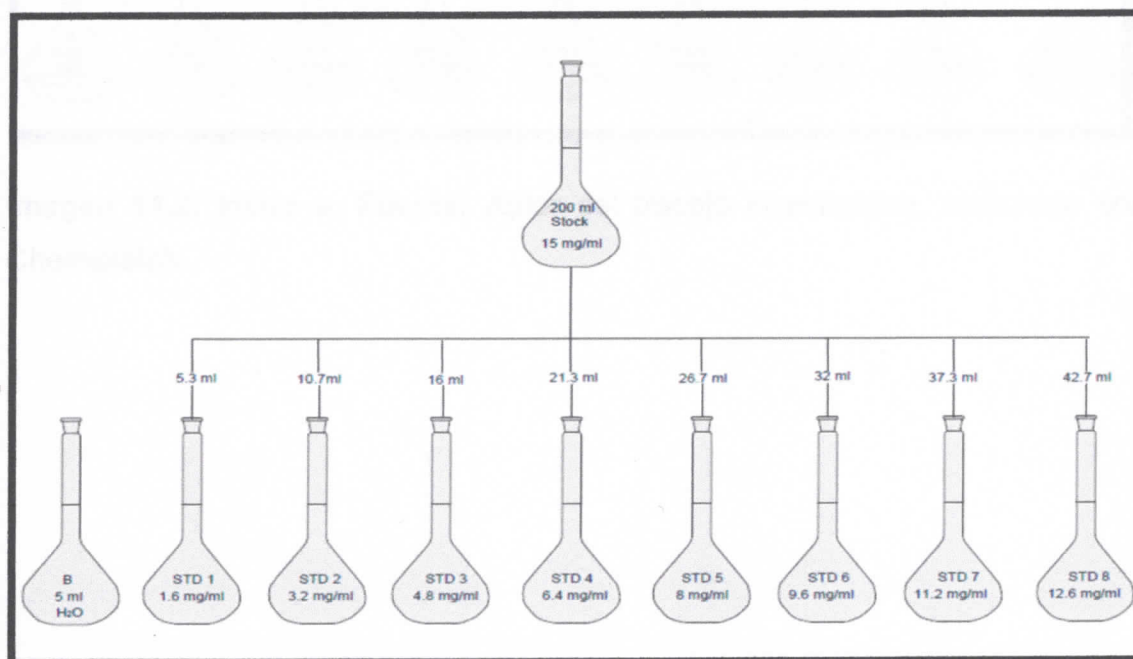 200 ml
Stock
15 mg/ml
5.3 ml
10.7ml
16 ml
21.3 ml
26.7 ml
32 ml
37.3 ml
42.7 ml
B
5 ml
H₂O
STD 1
1.6 mg/ml
STD 2
3.2 mg/ml
STD 3
4.8 mg/ml
STD 4
6.4 mg/ml
STD 5
8 mg/ml
STD 6
9.6 mg/ml
STD 7
11.2 mg/ml
STD 8
12.6 mg/ml